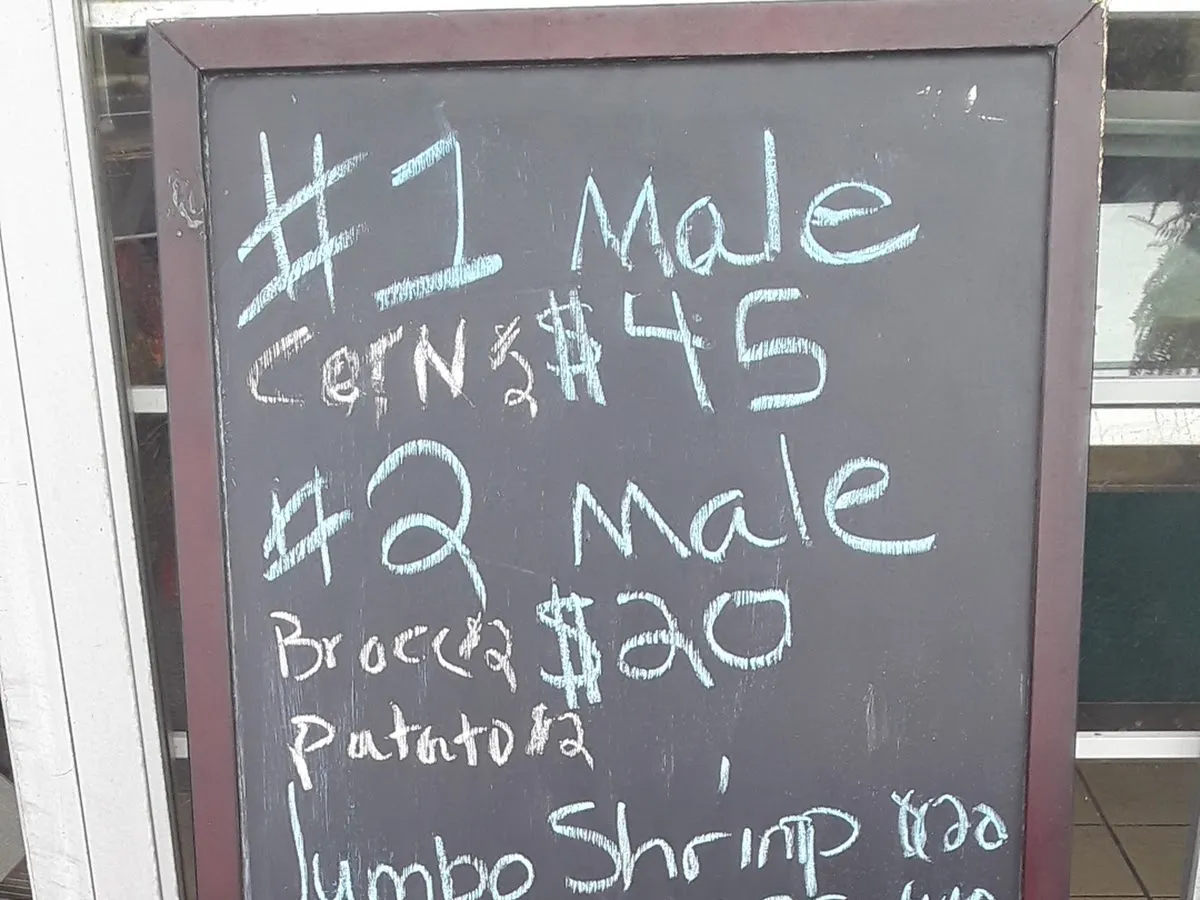 #1 Male
Corn $2 $45
#2 Male
Brocc $2 $20
Patato $2
Jumbo Shrimp $20